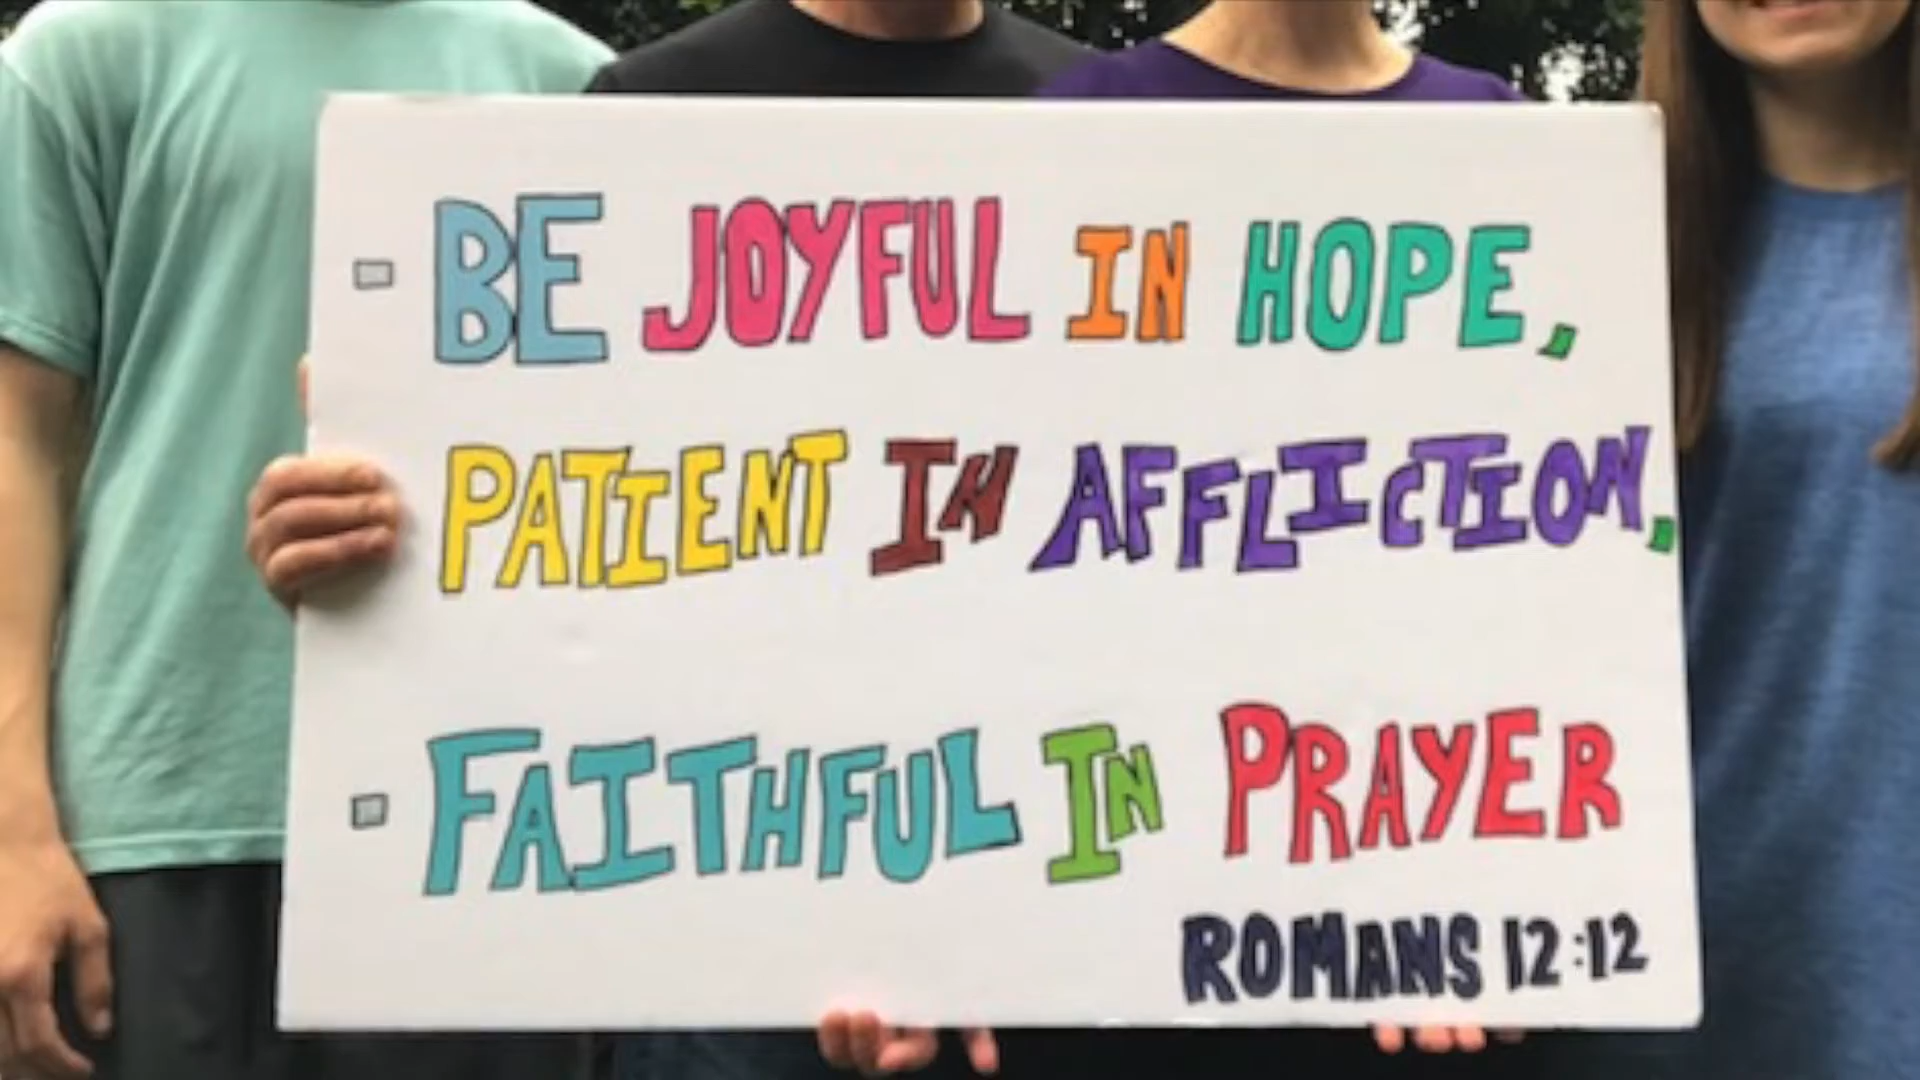 - BE JOYFUL IN HOPE,
PATIENT IN AFFLICTION,
- FAITHFUL IN PRAYER
ROMANS 12:12